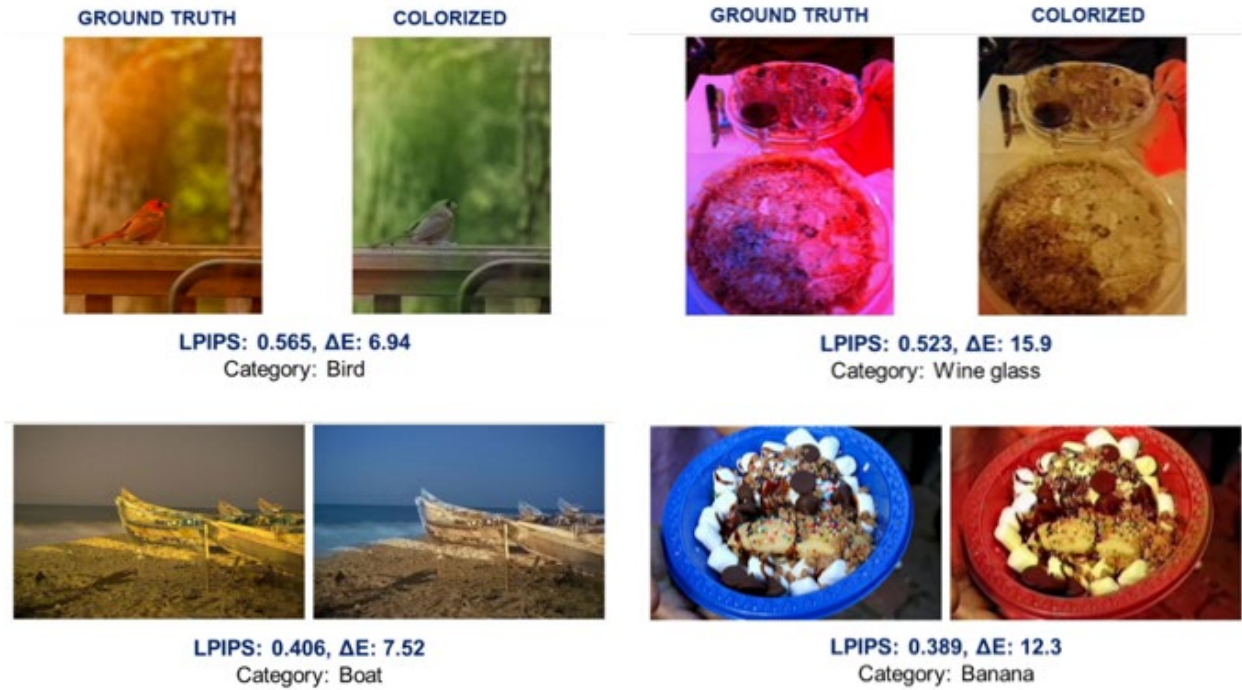 GROUND TRUTH
COLORIZED
GROUND TRUTH
COLORIZED
LPIPS: 0.565, ΔE: 6.94
Category: Bird
LPIPS: 0.523, ΔE: 15.9
Category: Wine glass
LPIPS: 0.406, ΔE: 7.52
Category: Boat
LPIPS: 0.389, ΔE: 12.3
Category: Banana